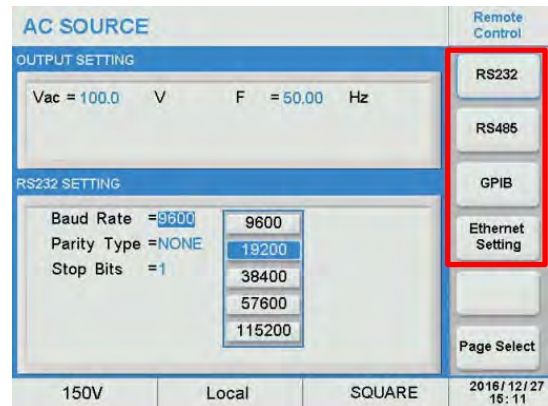 AC SOURCE
Remote
Control
OUTPUT SETTING
Vac = 100.0 V F = 50.00 Hz
RS232
RS485
GPIB
Ethernet
Setting
Page Select
RS232 SETTING
Baud Rate =9600
Parity Type =NONE
Stop Bits =1
9600
19200
38400
57600
115200
150V
Local
SQUARE
2016/12/27
15:11